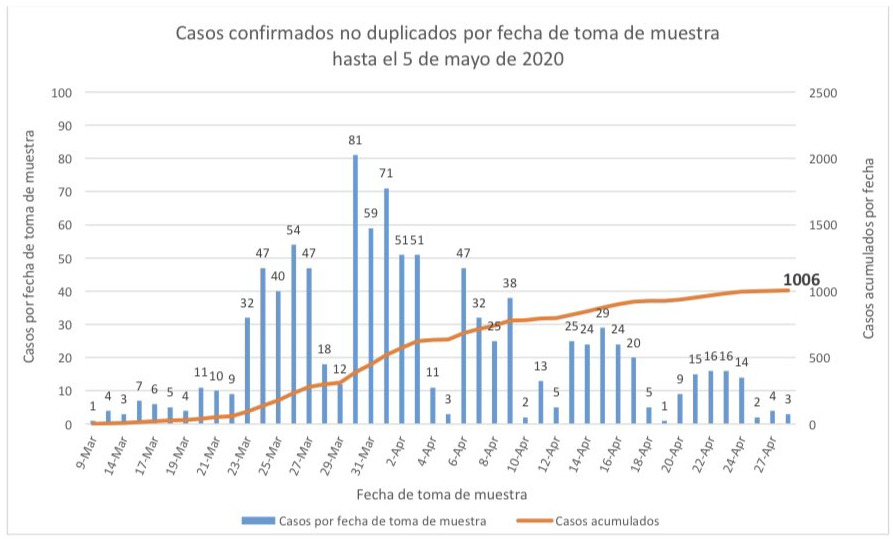 Casos confirmados no duplicados por fecha de toma de muestra
hasta el 5 de mayo de 2020
Casos por fecha de toma de muestra
100
90
80
70
60
50
40
30
20
10
0
1
4
3
7
6
5
4
11
10
9
32
47
40
54
47
18
12
81
59
71
51
51
11
3
47
32
25
38
2
13
5
25
24
29
24
20
5
1
9
15
16
16
14
2
4
3
1006
2500
2000
1500
1000
500
0
Casos acumulados por fecha
9-Mar
14-Mar
17-Mar
19-Mar
21-Mar
23-Mar
25-Mar
27-Mar
29-Mar
31-Mar
2-Apr
4-Apr
6-Apr
8-Apr
10-Apr
12-Apr
14-Apr
16-Apr
18-Apr
20-Apr
22-Apr
24-Apr
27-Apr
Fecha de toma de muestra
Casos por fecha de toma de muestra
Casos acumulados